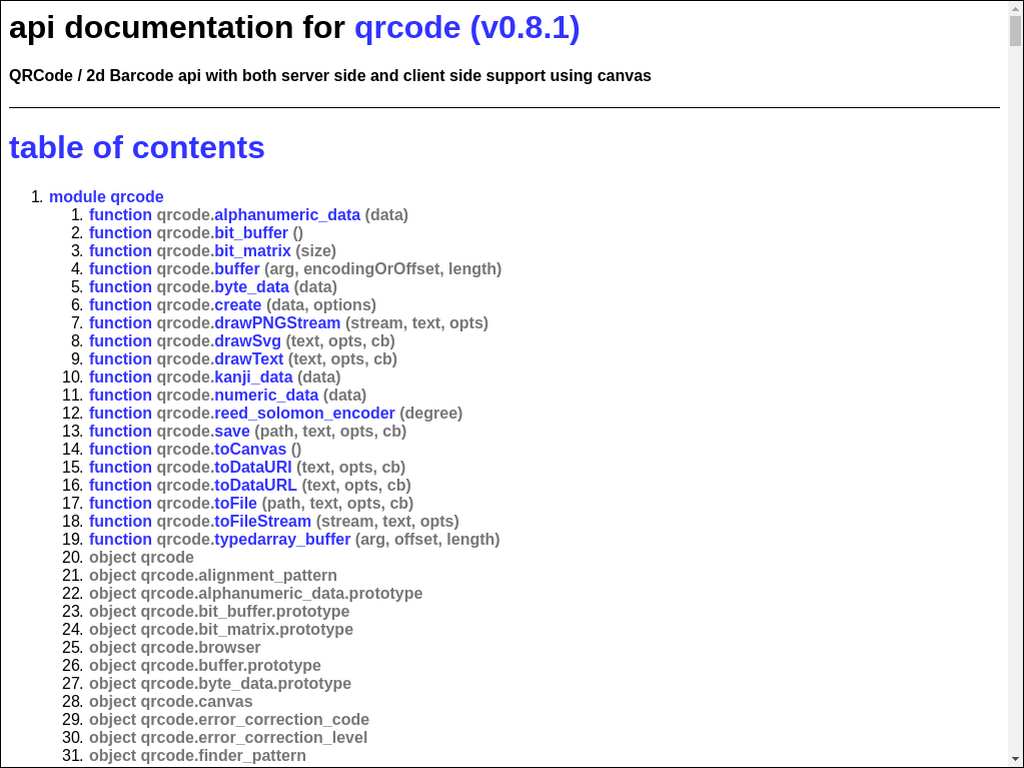 api documentation for qrcode (v0.8.1)
QRCode / 2d Barcode api with both server side and client side support using canvas
table of contents
1. module qrcode
1. function qrcode.alphanumeric_data (data)
2. function qrcode.bit_buffer ()
3. function qrcode.bit_matrix (size)
4. function qrcode.buffer (arg, encodingOrOffset, length)
5. function qrcode.byte_data (data)
6. function qrcode.create (data, options)
7. function qrcode.drawPNGStream (stream, text, opts)
8. function qrcode.drawSvg (text, opts, cb)
9. function qrcode.drawText (text, opts, cb)
10. function qrcode.kanji_data (data)
11. function qrcode.numeric_data (data)
12. function qrcode.reed_solomon_encoder (degree)
13. function qrcode.save (path, text, opts, cb)
14. function qrcode.toCanvas ()
15. function qrcode.toDataURI (text, opts, cb)
16. function qrcode.toDataURL (text, opts, cb)
17. function qrcode.toFile (path, text, opts, cb)
18. function qrcode.toFileStream (stream, text, opts)
19. function qrcode.typedarray_buffer (arg, offset, length)
20. object qrcode
21. object qrcode.alignment_pattern
22. object qrcode.alphanumeric_data.prototype
23. object qrcode.bit_buffer.prototype
24. object qrcode.bit_matrix.prototype
25. object qrcode.browser
26. object qrcode.buffer.prototype
27. object qrcode.byte_data.prototype
28. object qrcode.canvas
29. object qrcode.error_correction_code
30. object qrcode.error_correction_level
31. object qrcode.finder_pattern